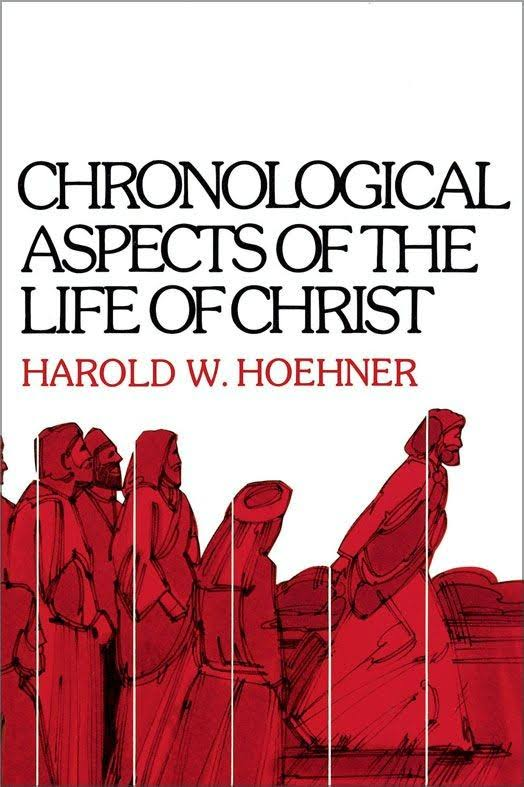 CHRONOLOGICAL
ASPECTS OF THE
LIFE OF CHRIST
HAROLD W. HOEHNER